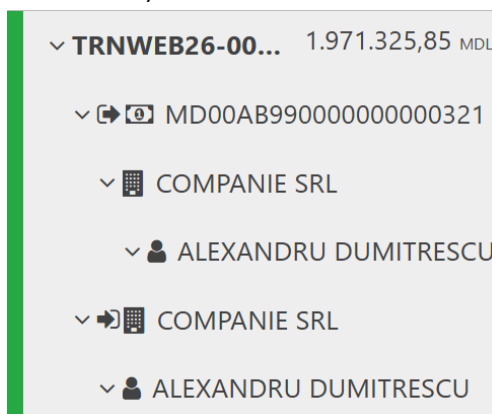 TRNWEB26-00... 1.971.325,85 MDL
MD00AB990000000000321
COMPANIE SRL
ALEXANDRU DUMITRESCU
COMPANIE SRL
ALEXANDRU DUMITRESCU